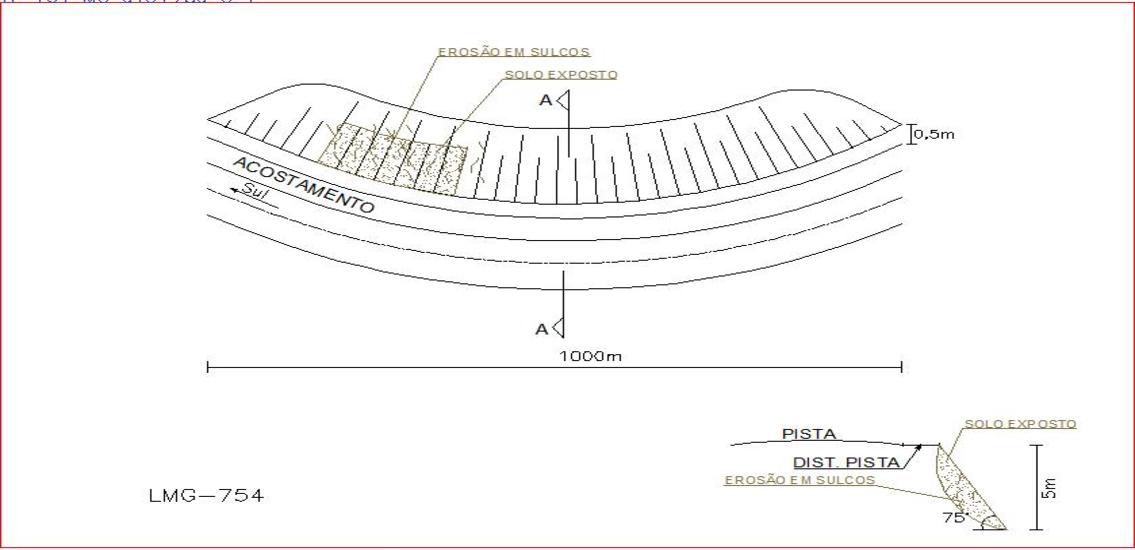 EROSÃO EM SULCOS
SOLO EXPOSTO
A
0,5m
ACOSTAMENTO
Sul
A
1000m
SOLO EXPOSTO
PISTA
DIST. PISTA
EROSÃO EM SULCOS
5m
75°
LMG-754